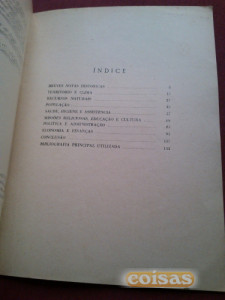 ÍNDICE
BREVES NOTAS HISTÓRICAS
TERRITÓRIO E CLIMA
RECURSOS NATURAIS
POPULAÇÃO
SAÚDE, HIGIENE E ASSISTÊNCIA
MISSÕES RELIGIOSAS, EDUCAÇÃO E CULTURA
POLÍTICA E ADMINISTRAÇÃO
ECONOMIA E FINANÇAS
CONCLUSÃO
BIBLIOGRAFIA PRINCIPAL UTILIZADA
coisas